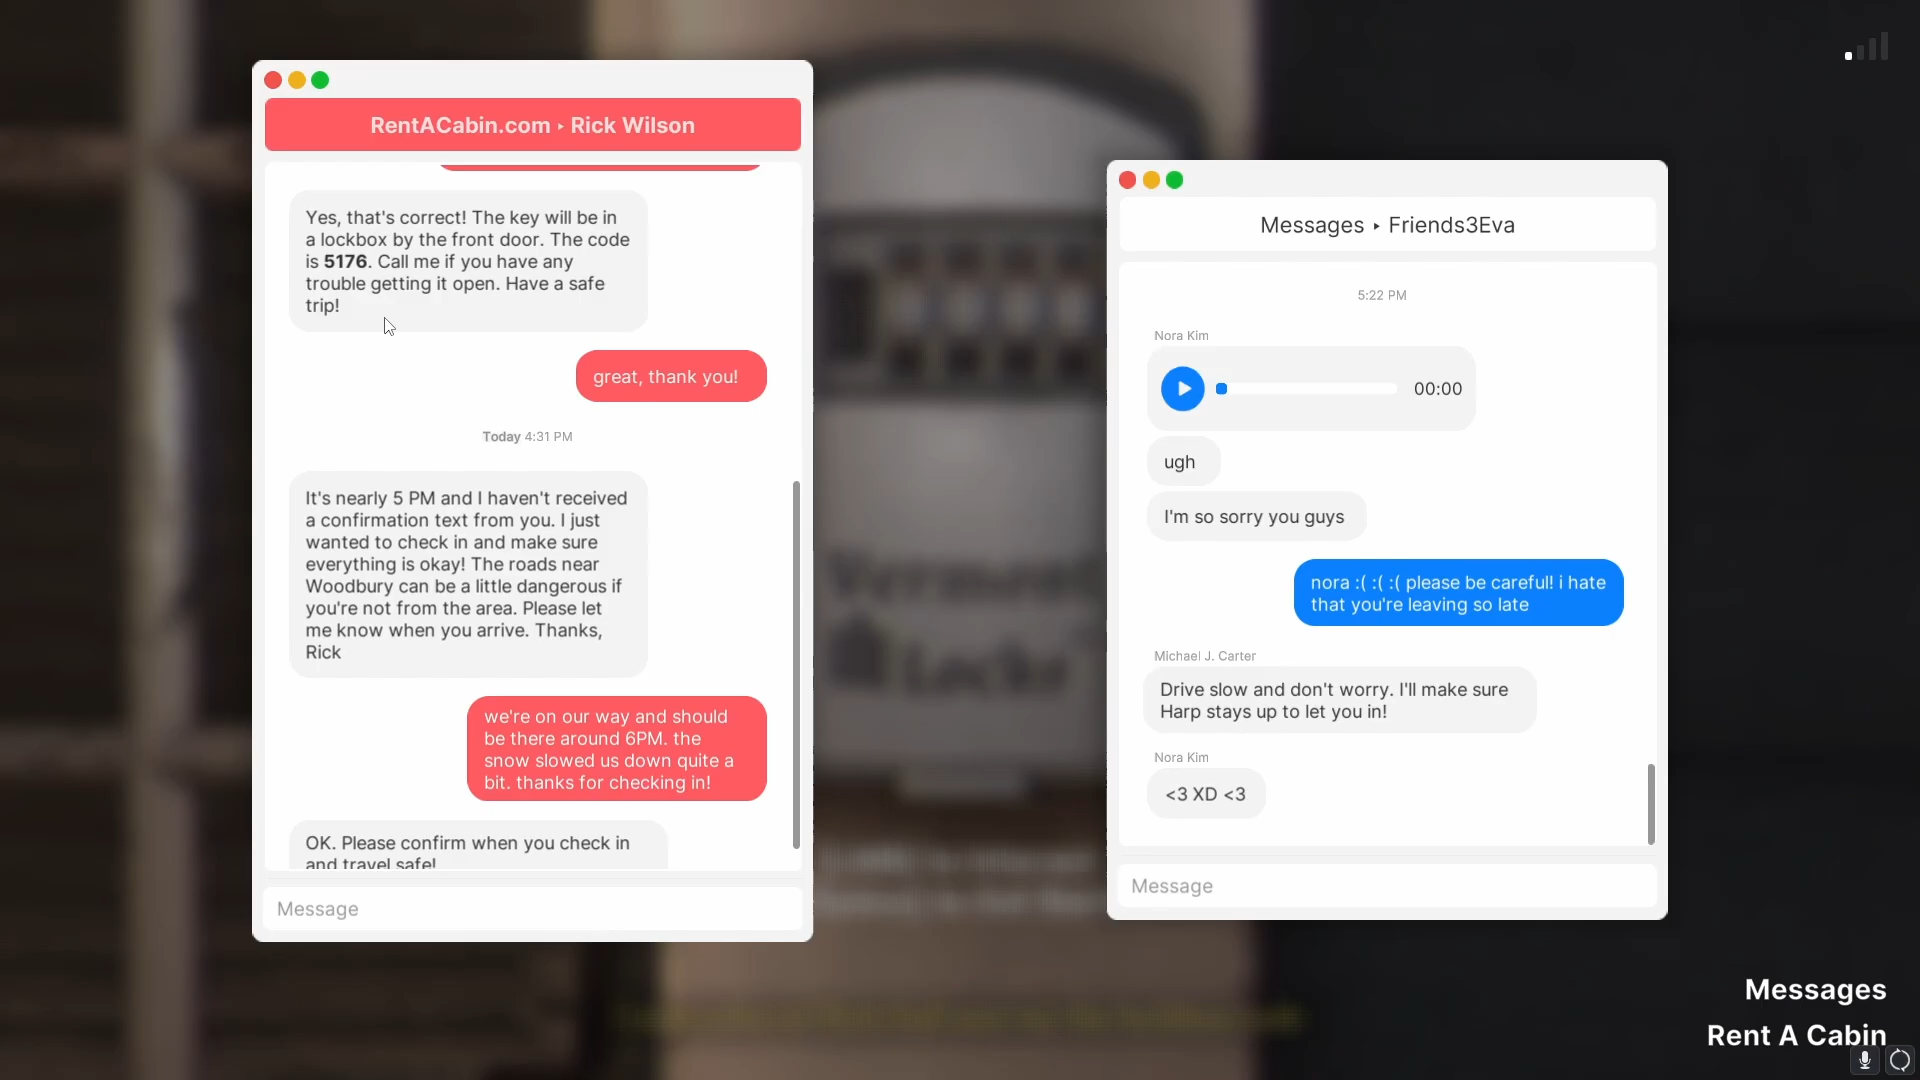 RentACabin.com ▸ Rick Wilson
Yes, that's correct! The key will be in
a lockbox by the front door. The code
is 5176. Call me if you have any
trouble getting it open. Have a safe
trip!
great, thank you!
Today 4:31 PM
It's nearly 5 PM and I haven't received
a confirmation text from you. I just
wanted to check in and make sure
everything is okay! The roads near
Woodbury can be a little dangerous if
you're not from the area. Please let
me know when you arrive. Thanks,
Rick
we're on our way and should
be there around 6PM. the
snow slowed us down quite a
bit. thanks for checking in!
OK. Please confirm when you check in
and travel safe!
Message
Messages ▸ Friends3Eva
5:22 PM
Nora Kim
00:00
ugh
I'm so sorry you guys
nora :( :( :( please be careful! i hate
that you're leaving so late
Michael J. Carter
Drive slow and don't worry. I'll make sure
Harp stays up to let you in!
Nora Kim
<3 XD <3
Message
Vermont
Locks
Messages
Rent A Cabin